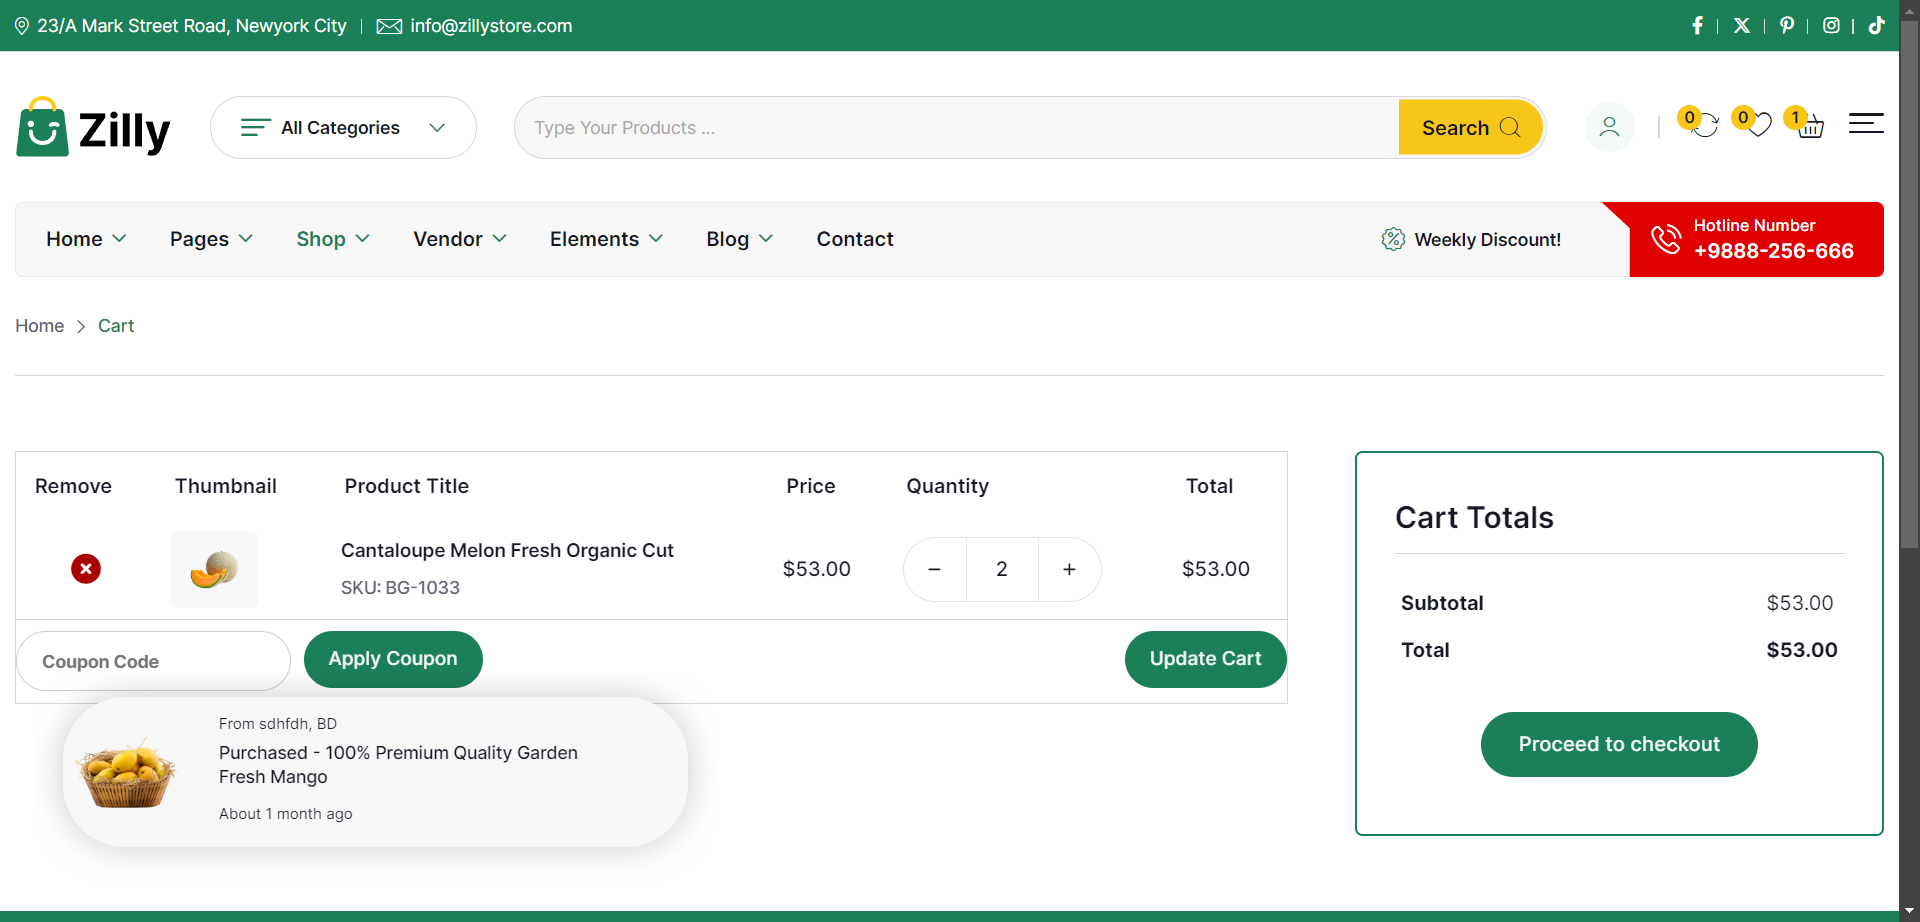 23/A Mark Street Road, Newyork City | info@zillystore.com
Zilly
All Categories
Type Your Products ...
Search
0
0
1
Home
Pages
Shop
Vendor
Elements
Blog
Contact
Weekly Discount!
Hotline Number
+9888-256-666
Home > Cart
Remove Thumbnail Product Title Price Quantity Total
Cantaloupe Melon Fresh Organic Cut
SKU: BG-1033
$53.00
− 2 +
$53.00
Coupon Code
Apply Coupon
Update Cart
Cart Totals
Subtotal $53.00
Total $53.00
Proceed to checkout
From sdhfdh, BD
Purchased - 100% Premium Quality Garden
Fresh Mango
About 1 month ago